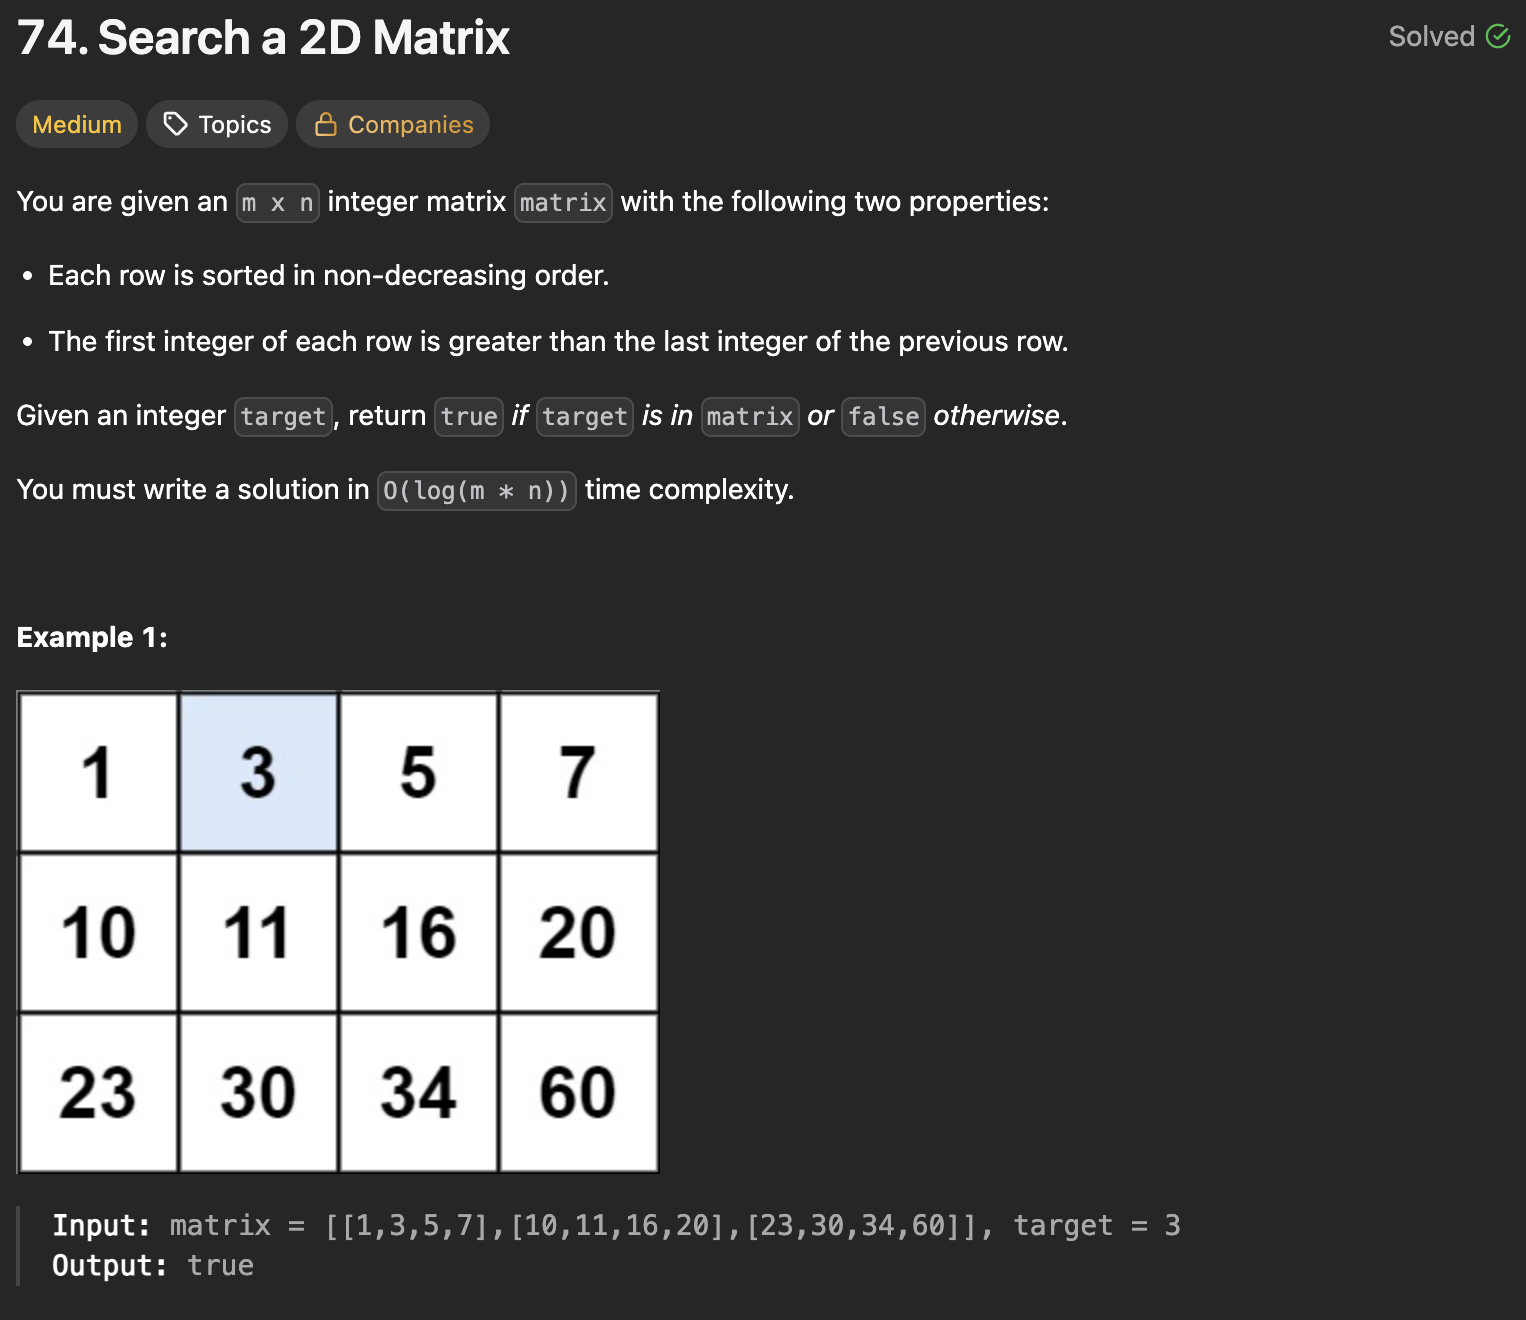 74. Search a 2D Matrix
Solved
Medium
Topics
Companies
You are given an m x n integer matrix matrix with the following two properties:
• Each row is sorted in non-decreasing order.
• The first integer of each row is greater than the last integer of the previous row.
Given an integer target, return true if target is in matrix or false otherwise.
You must write a solution in O(log(m * n)) time complexity.
Example 1:
1 3 5 7
10 11 16 20
23 30 34 60
Input: matrix = [[1,3,5,7],[10,11,16,20],[23,30,34,60]], target = 3
Output: true